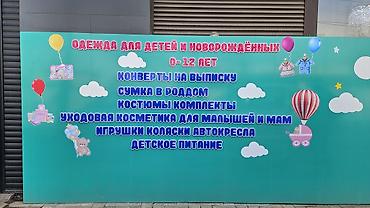 ОДЕЖДА ДЛЯ ДЕТЕЙ И НОВОРОЖДЁННЫХ
0-12 ЛЕТ
КОНВЕРТЫ НА ВЫПИСКУ
СУМКА В РОДДОМ
КОСТЮМЫ КОМПЛЕКТЫ
УХОДОВАЯ КОСМЕТИКА ДЛЯ МАЛЫШЕЙ И МАМ
ИГРУШКИ КОЛЯСКИ АВТОКРЕСЛА
ДЕТСКОЕ ПИТАНИЕ